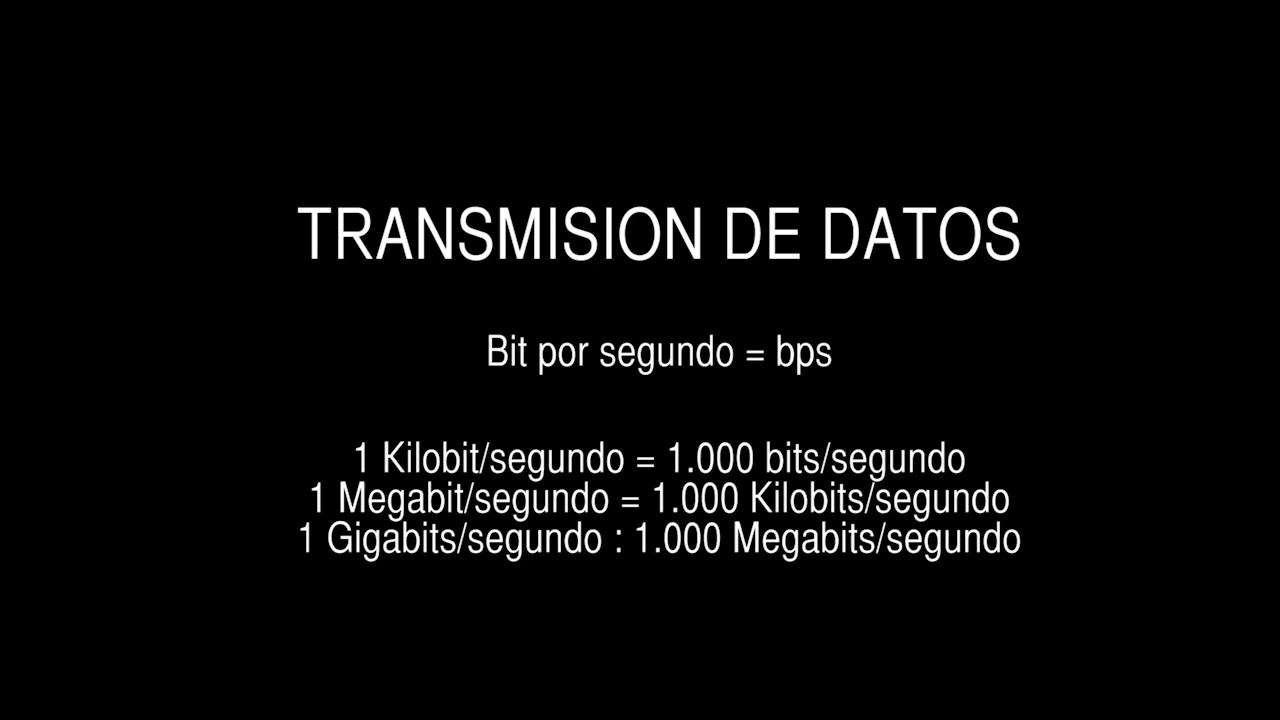 TRANSMISION DE DATOS
Bit por segundo = bps
1 Kilobit/segundo = 1.000 bits/segundo
1 Megabit/segundo = 1.000 Kilobits/segundo
1 Gigabits/segundo : 1.000 Megabits/segundo